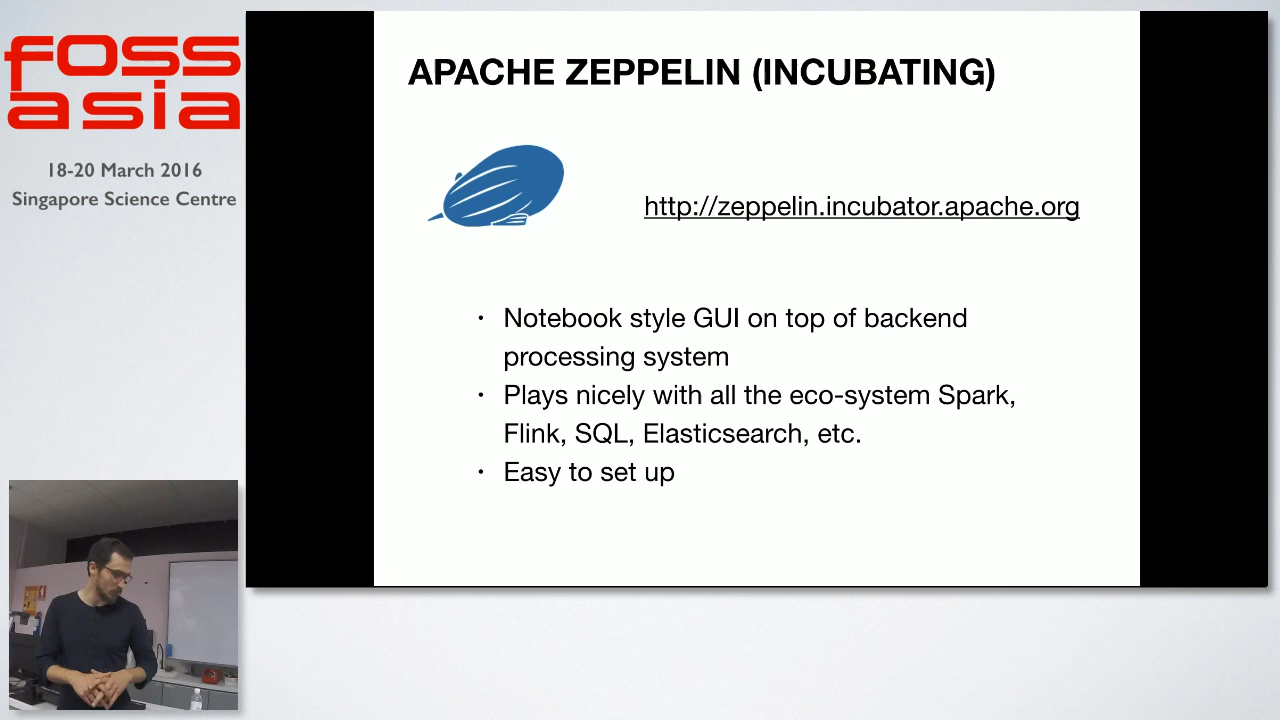 foss
asia
18-20 March 2016
Singapore Science Centre
APACHE ZEPPELIN (INCUBATING)
http://zeppelin.incubator.apache.org
• Notebook style GUI on top of backend
processing system
• Plays nicely with all the eco-system Spark,
Flink, SQL, Elasticsearch, etc.
• Easy to set up